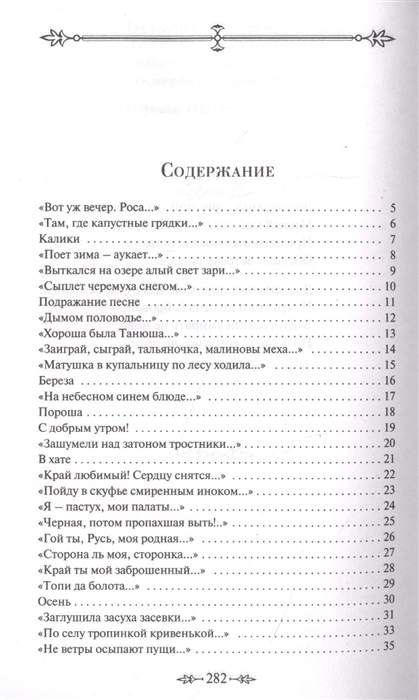 СОДЕРЖАНИЕ
«Вот уж вечер. Роса...» 5
«Там, где капустные грядки...» 6
Калики 7
«Поет зима – аукает...» 8
«Выткался на озере алый свет зари...» 9
«Сыплет черемуха снегом...» 10
Подражание песне 11
«Дымом половодье...» 12
«Хороша была Танюша...» 13
«Заиграй, сыграй, тальяночка, малиновы меха...» 14
«Матушка в купальницу по лесу ходила...» 15
Береза 16
«На небесном синем блюде...» 17
Пороша 18
С добрым утром! 19
«Зашумели над затоном тростники...» 20
В хате 21
«Край любимый! Сердцу снятся...» 22
«Пойду в скуфье смиренным иноком...» 23
«Я – пастух, мои палаты...» 24
«Черная, потом пропахшая выть!..» 25
«Гой ты, Русь, моя родная...» 26
«Сторона ль моя, сторонка...» 27
«Край ты мой заброшенный...» 28
«Топи да болота...» 29
Осень 30
«Заглушила засуха засевки...» 31
«По селу тропинкой кривенькой...» 33
«Не ветры осыпают пущи...» 35
282